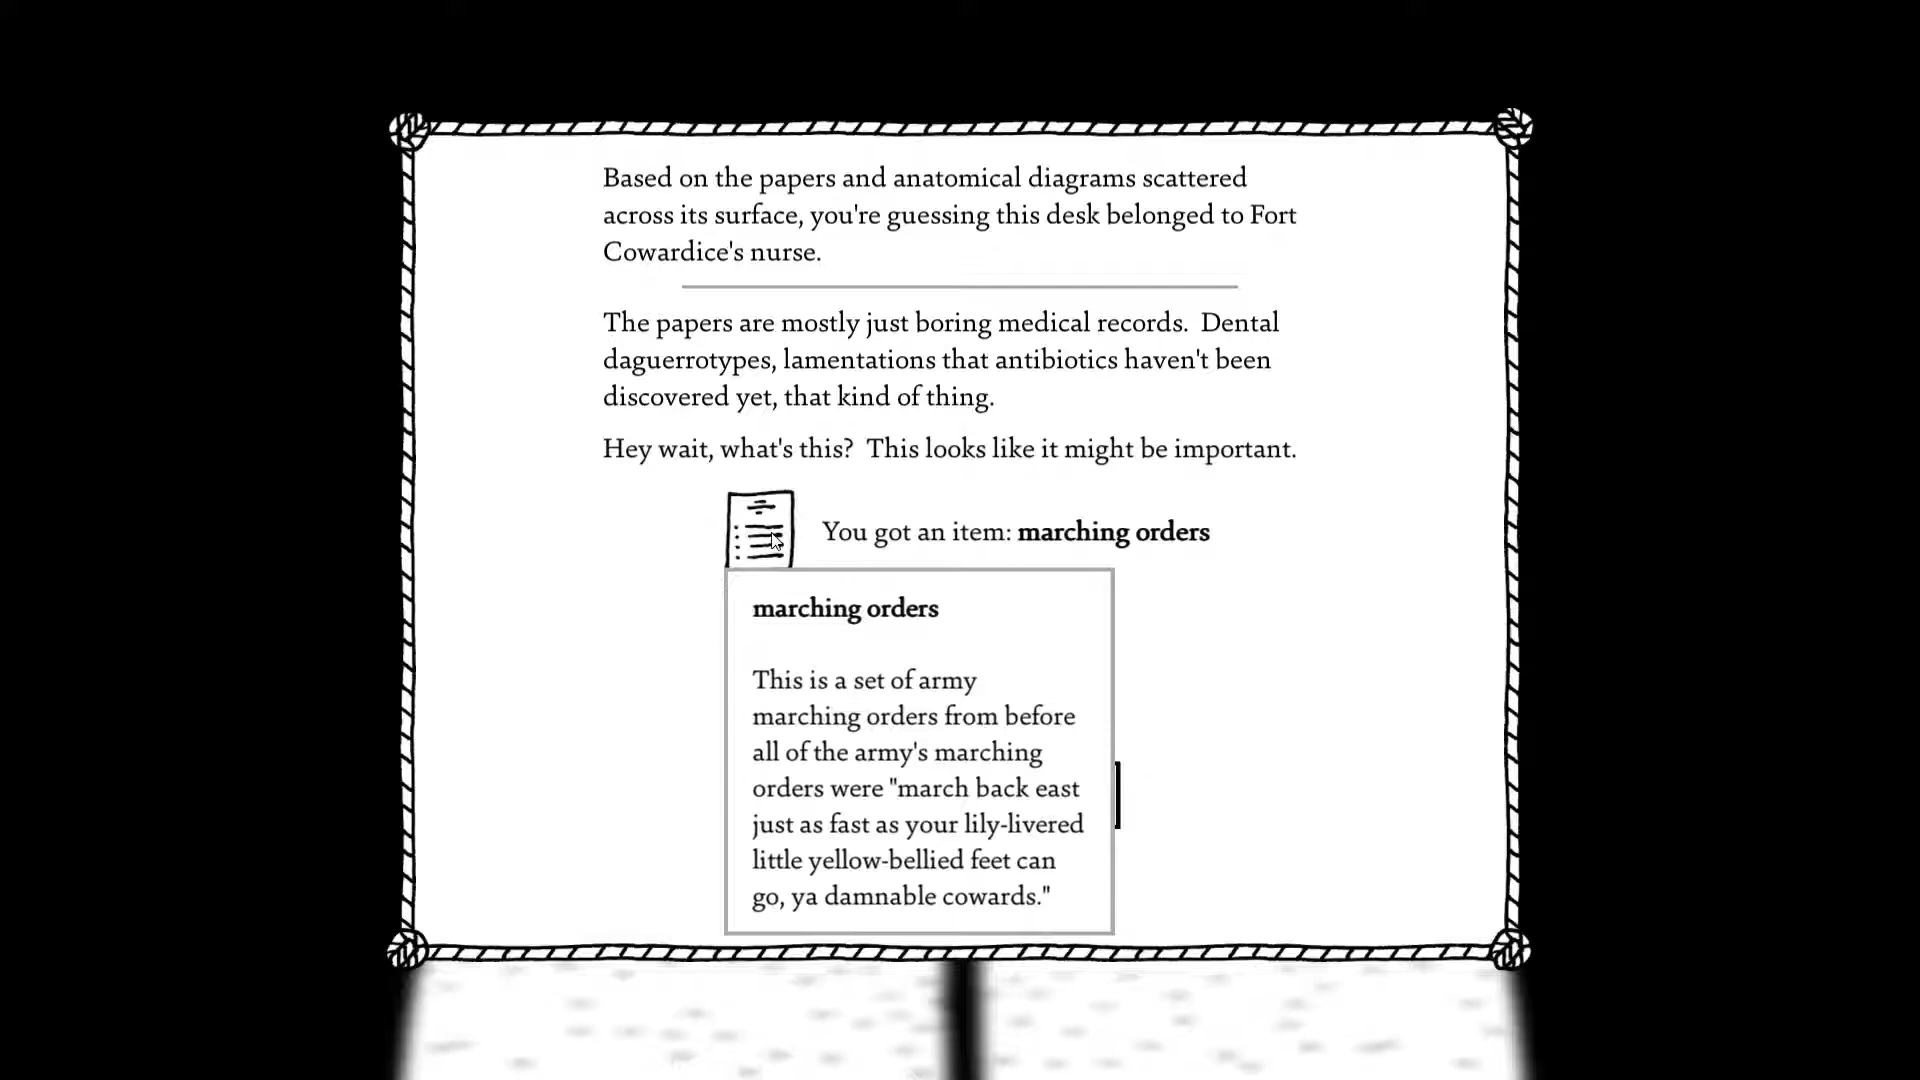 Based on the papers and anatomical diagrams scattered
across its surface, you're guessing this desk belonged to Fort
Cowardice's nurse.
The papers are mostly just boring medical records.  Dental
daguerrotypes, lamentations that antibiotics haven't been
discovered yet, that kind of thing.
Hey wait, what's this?  This looks like it might be important.
You got an item: marching orders
marching orders
This is a set of army
marching orders from before
all of the army's marching
orders were "march back east
just as fast as your lily-livered
little yellow-bellied feet can
go, ya damnable cowards."